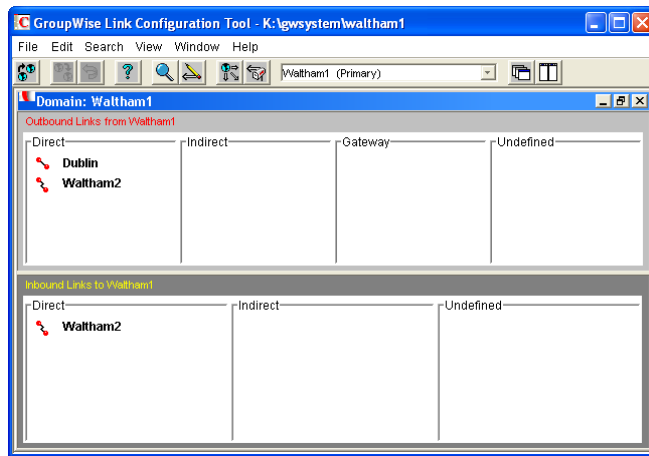 GroupWise Link Configuration Tool - K:\gwsystem\waltham1
File Edit Search View Window Help
Waltham1 (Primary)
Domain: Waltham1
Outbound Links from Waltham1
Direct Indirect Gateway Undefined
Dublin
Waltham2
Inbound Links to Waltham1
Direct Indirect Undefined
Waltham2